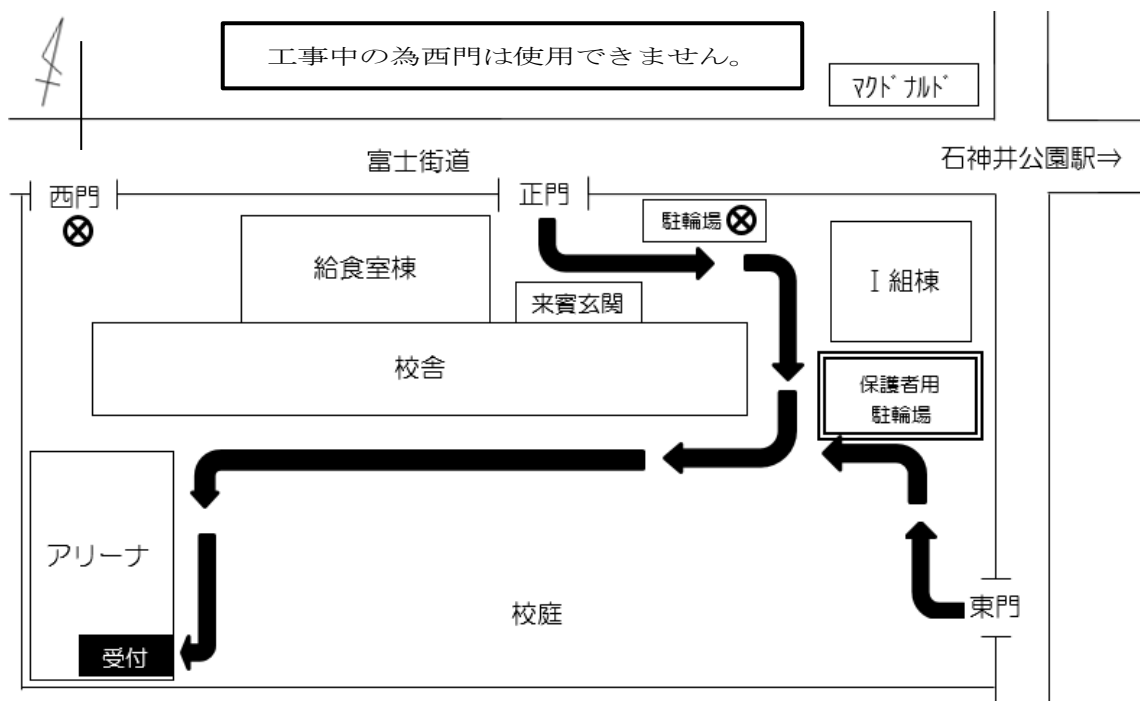 工事中の為西門は使用できません。
ﾏｸﾄﾞﾅﾙﾄﾞ
富士街道
石神井公園駅⇒
西門
正門
駐輪場
給食室棟
Ⅰ組棟
来賓玄関
校舎
保護者用
駐輪場
アリーナ
校庭
東門
受付